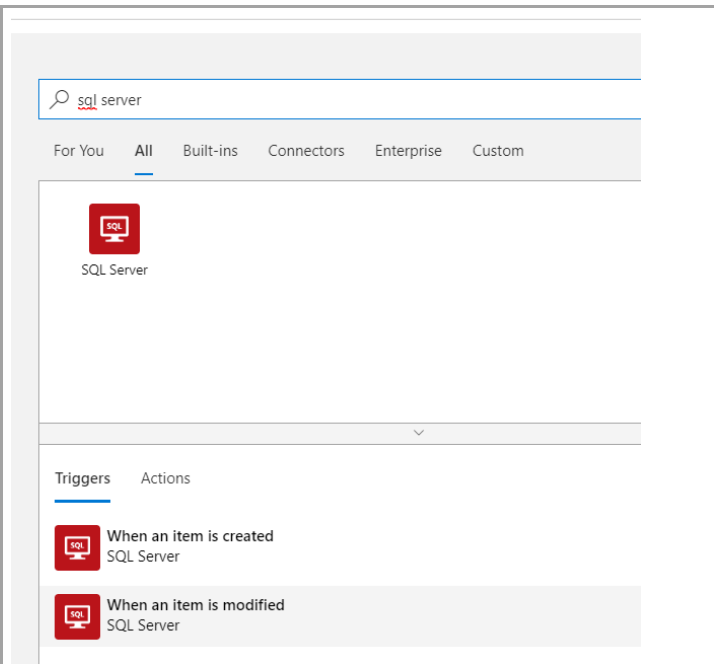 sql server
For You All Built-ins Connectors Enterprise Custom
SQL
SQL Server
Triggers Actions
SQL
When an item is created
SQL Server
SQL
When an item is modified
SQL Server